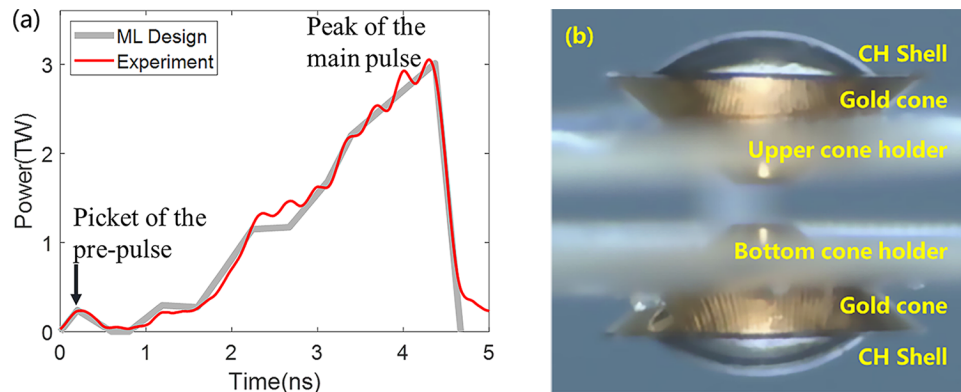 (a)
ML Design
Experiment
Peak of the
main pulse
Picket of the
pre-pulse
Power(TW)
3
2
1
0
0
1
2
3
4
5
Time(ns)
(b)
CH Shell
Gold cone
Upper cone holder
Bottom cone holder
Gold cone
CH Shell